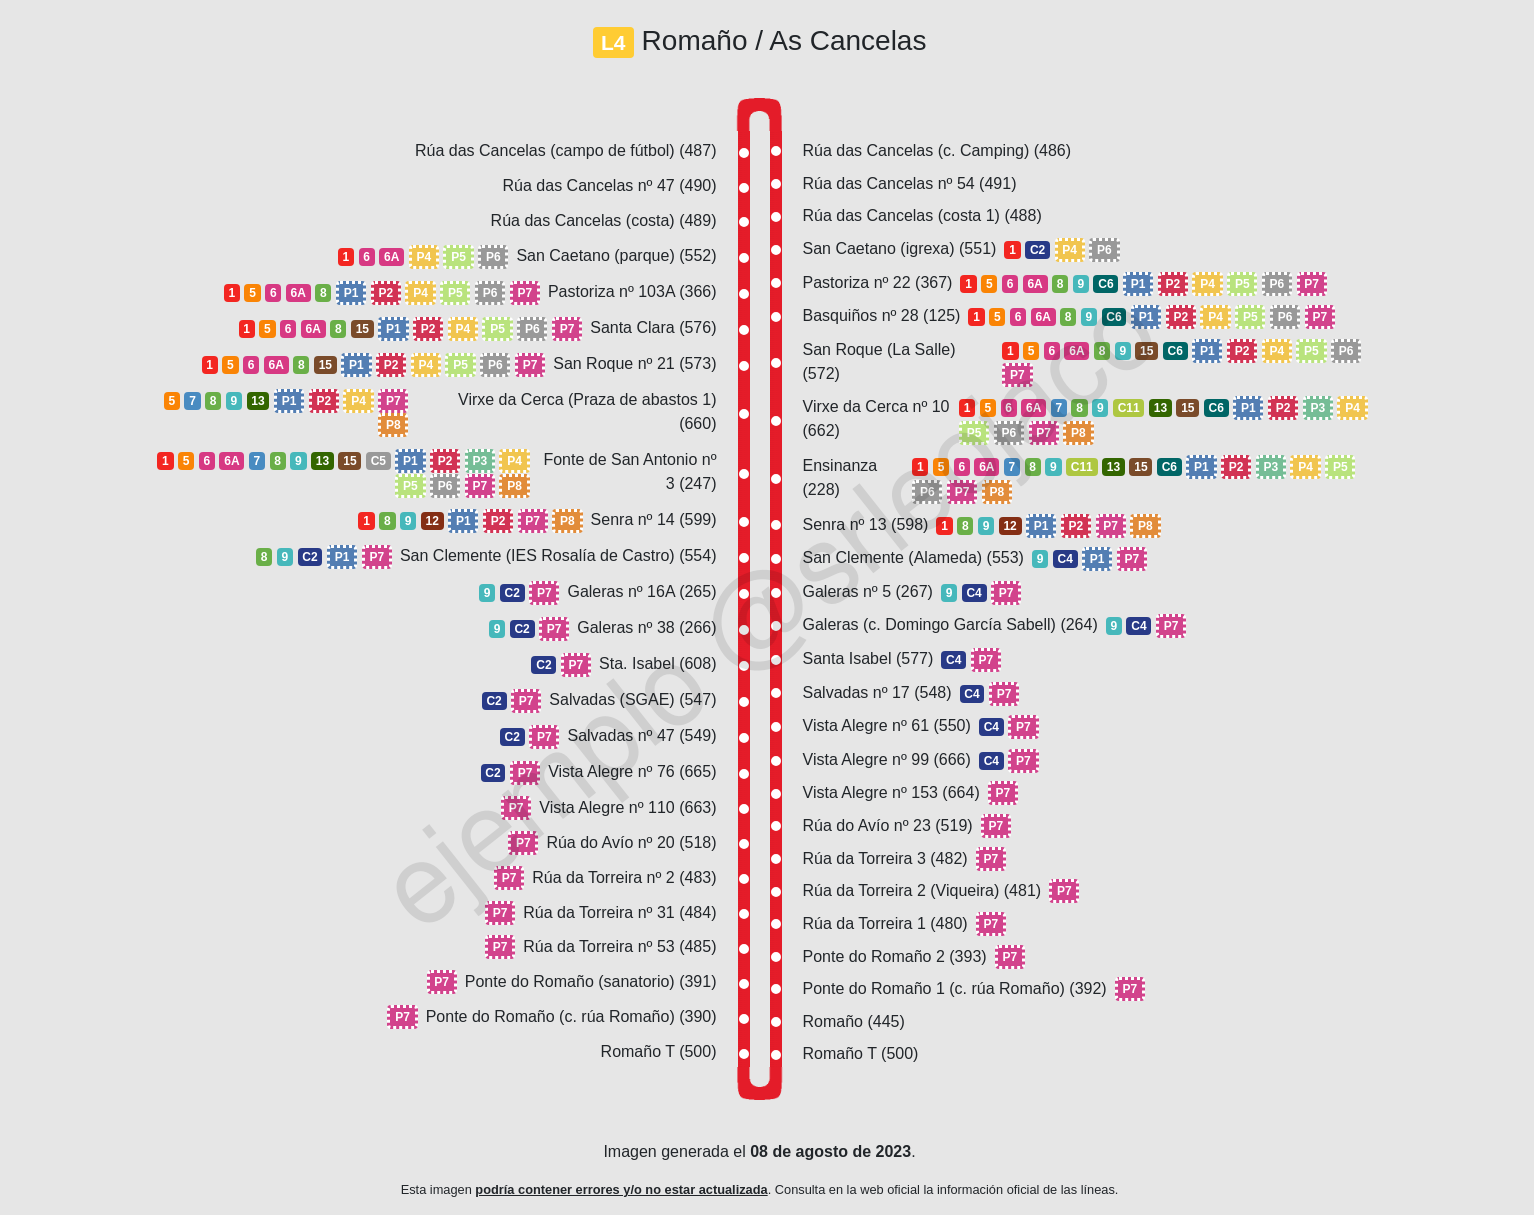 L4 Romaño / As Cancelas
Rúa das Cancelas (campo de fútbol) (487)
Rúa das Cancelas nº 47 (490)
Rúa das Cancelas (costa) (489)
1 6 6A P4 P5 P6 San Caetano (parque) (552)
1 5 6 6A 8 P1 P2 P4 P5 P6 P7 Pastoriza nº 103A (366)
1 5 6 6A 8 15 P1 P2 P4 P5 P6 P7 Santa Clara (576)
1 5 6 6A 8 15 P1 P2 P4 P5 P6 P7 San Roque nº 21 (573)
5 7 8 9 13 P1 P2 P4 P7 Virxe da Cerca (Praza de abastos 1)
P8 (660)
1 5 6 6A 7 8 9 13 15 C5 P1 P2 P3 P4 Fonte de San Antonio nº
P5 P6 P7 P8 3 (247)
1 8 9 12 P1 P2 P7 P8 Senra nº 14 (599)
8 9 C2 P1 P7 San Clemente (IES Rosalía de Castro) (554)
9 C2 P7 Galeras nº 16A (265)
9 C2 P7 Galeras nº 38 (266)
C2 P7 Sta. Isabel (608)
C2 P7 Salvadas (SGAE) (547)
C2 P7 Salvadas nº 47 (549)
C2 P7 Vista Alegre nº 76 (665)
P7 Vista Alegre nº 110 (663)
P7 Rúa do Avío nº 20 (518)
P7 Rúa da Torreira nº 2 (483)
P7 Rúa da Torreira nº 31 (484)
P7 Rúa da Torreira nº 53 (485)
P7 Ponte do Romaño (sanatorio) (391)
P7 Ponte do Romaño (c. rúa Romaño) (390)
Romaño T (500)
Rúa das Cancelas (c. Camping) (486)
Rúa das Cancelas nº 54 (491)
Rúa das Cancelas (costa 1) (488)
San Caetano (igrexa) (551) 1 C2 P4 P6
Pastoriza nº 22 (367) 1 5 6 6A 8 9 C6 P1 P2 P4 P5 P6 P7
Basquiños nº 28 (125) 1 5 6 6A 8 9 C6 P1 P2 P4 P5 P6 P7
San Roque (La Salle) 1 5 6 6A 8 9 15 C6 P1 P2 P4 P5 P6
(572) P7
Virxe da Cerca nº 10 1 5 6 6A 7 8 9 C11 13 15 C6 P1 P2 P3 P4
(662) P5 P6 P7 P8
Ensinanza 1 5 6 6A 7 8 9 C11 13 15 C6 P1 P2 P3 P4 P5
(228) P6 P7 P8
Senra nº 13 (598) 1 8 9 12 P1 P2 P7 P8
San Clemente (Alameda) (553) 9 C4 P1 P7
Galeras nº 5 (267) 9 C4 P7
Galeras (c. Domingo García Sabell) (264) 9 C4 P7
Santa Isabel (577) C4 P7
Salvadas nº 17 (548) C4 P7
Vista Alegre nº 61 (550) C4 P7
Vista Alegre nº 99 (666) C4 P7
Vista Alegre nº 153 (664) P7
Rúa do Avío nº 23 (519) P7
Rúa da Torreira 3 (482) P7
Rúa da Torreira 2 (Viqueira) (481) P7
Rúa da Torreira 1 (480) P7
Ponte do Romaño 2 (393) P7
Ponte do Romaño 1 (c. rúa Romaño) (392) P7
Romaño (445)
Romaño T (500)
Imagen generada el 08 de agosto de 2023.
Esta imagen podría contener errores y/o no estar actualizada. Consulta en la web oficial la información oficial de las líneas.
ejemplo